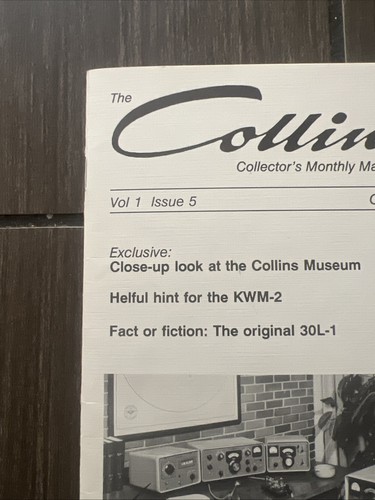 The
Collin
Collector's Monthly Ma
Vol 1 Issue 5
Exclusive:
Close-up look at the Collins Museum
Helful hint for the KWM-2
Fact or fiction: The original 30L-1